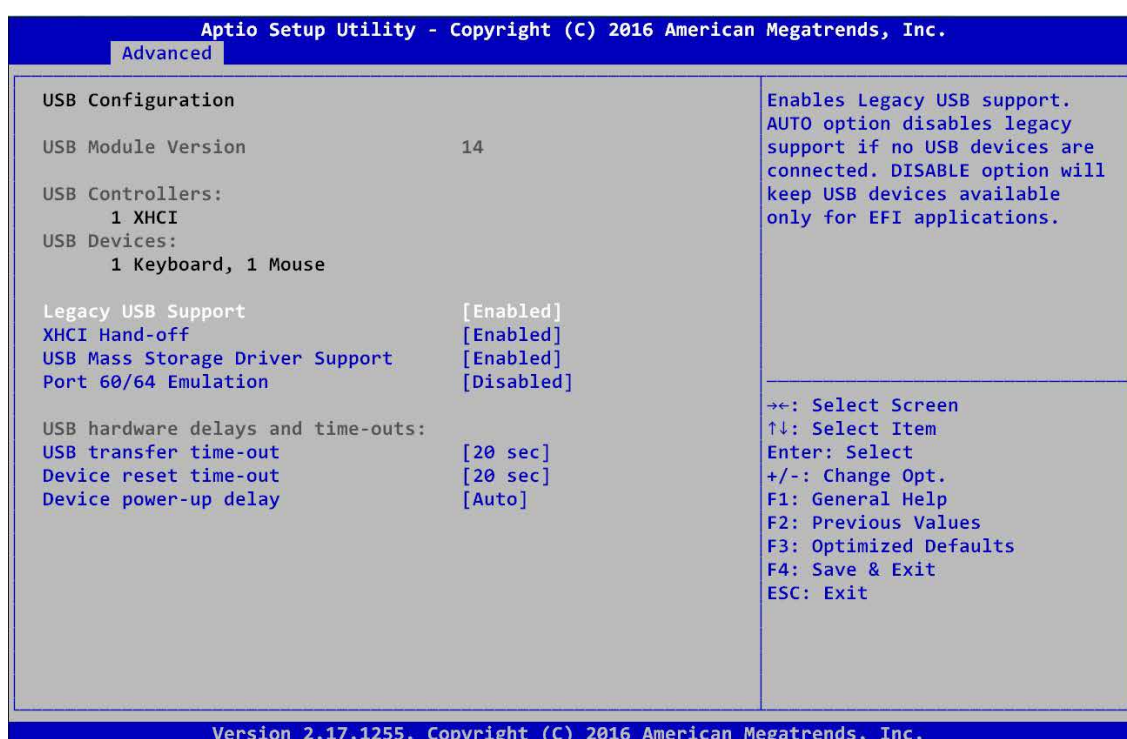 Aptio Setup Utility - Copyright (C) 2016 American Megatrends, Inc.
Advanced
USB Configuration
USB Module Version 14
USB Controllers:
1 XHCI
USB Devices:
1 Keyboard, 1 Mouse
Legacy USB Support [Enabled]
XHCI Hand-off [Enabled]
USB Mass Storage Driver Support [Enabled]
Port 60/64 Emulation [Disabled]
USB hardware delays and time-outs:
USB transfer time-out [20 sec]
Device reset time-out [20 sec]
Device power-up delay [Auto]
Enables Legacy USB support.
AUTO option disables legacy
support if no USB devices are
connected. DISABLE option will
keep USB devices available
only for EFI applications.
→←: Select Screen
↑↓: Select Item
Enter: Select
+/-: Change Opt.
F1: General Help
F2: Previous Values
F3: Optimized Defaults
F4: Save & Exit
ESC: Exit
Version 2.17.1255. Copyright (C) 2016 American Megatrends, Inc.